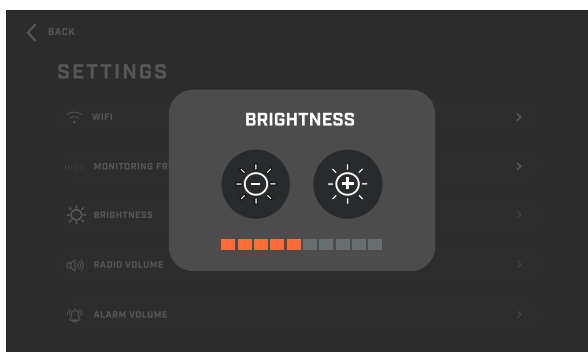 BACK
SETTINGS
WIFI
MONITORING FR
BRIGHTNESS
RADIO VOLUME
ALARM VOLUME
BRIGHTNESS